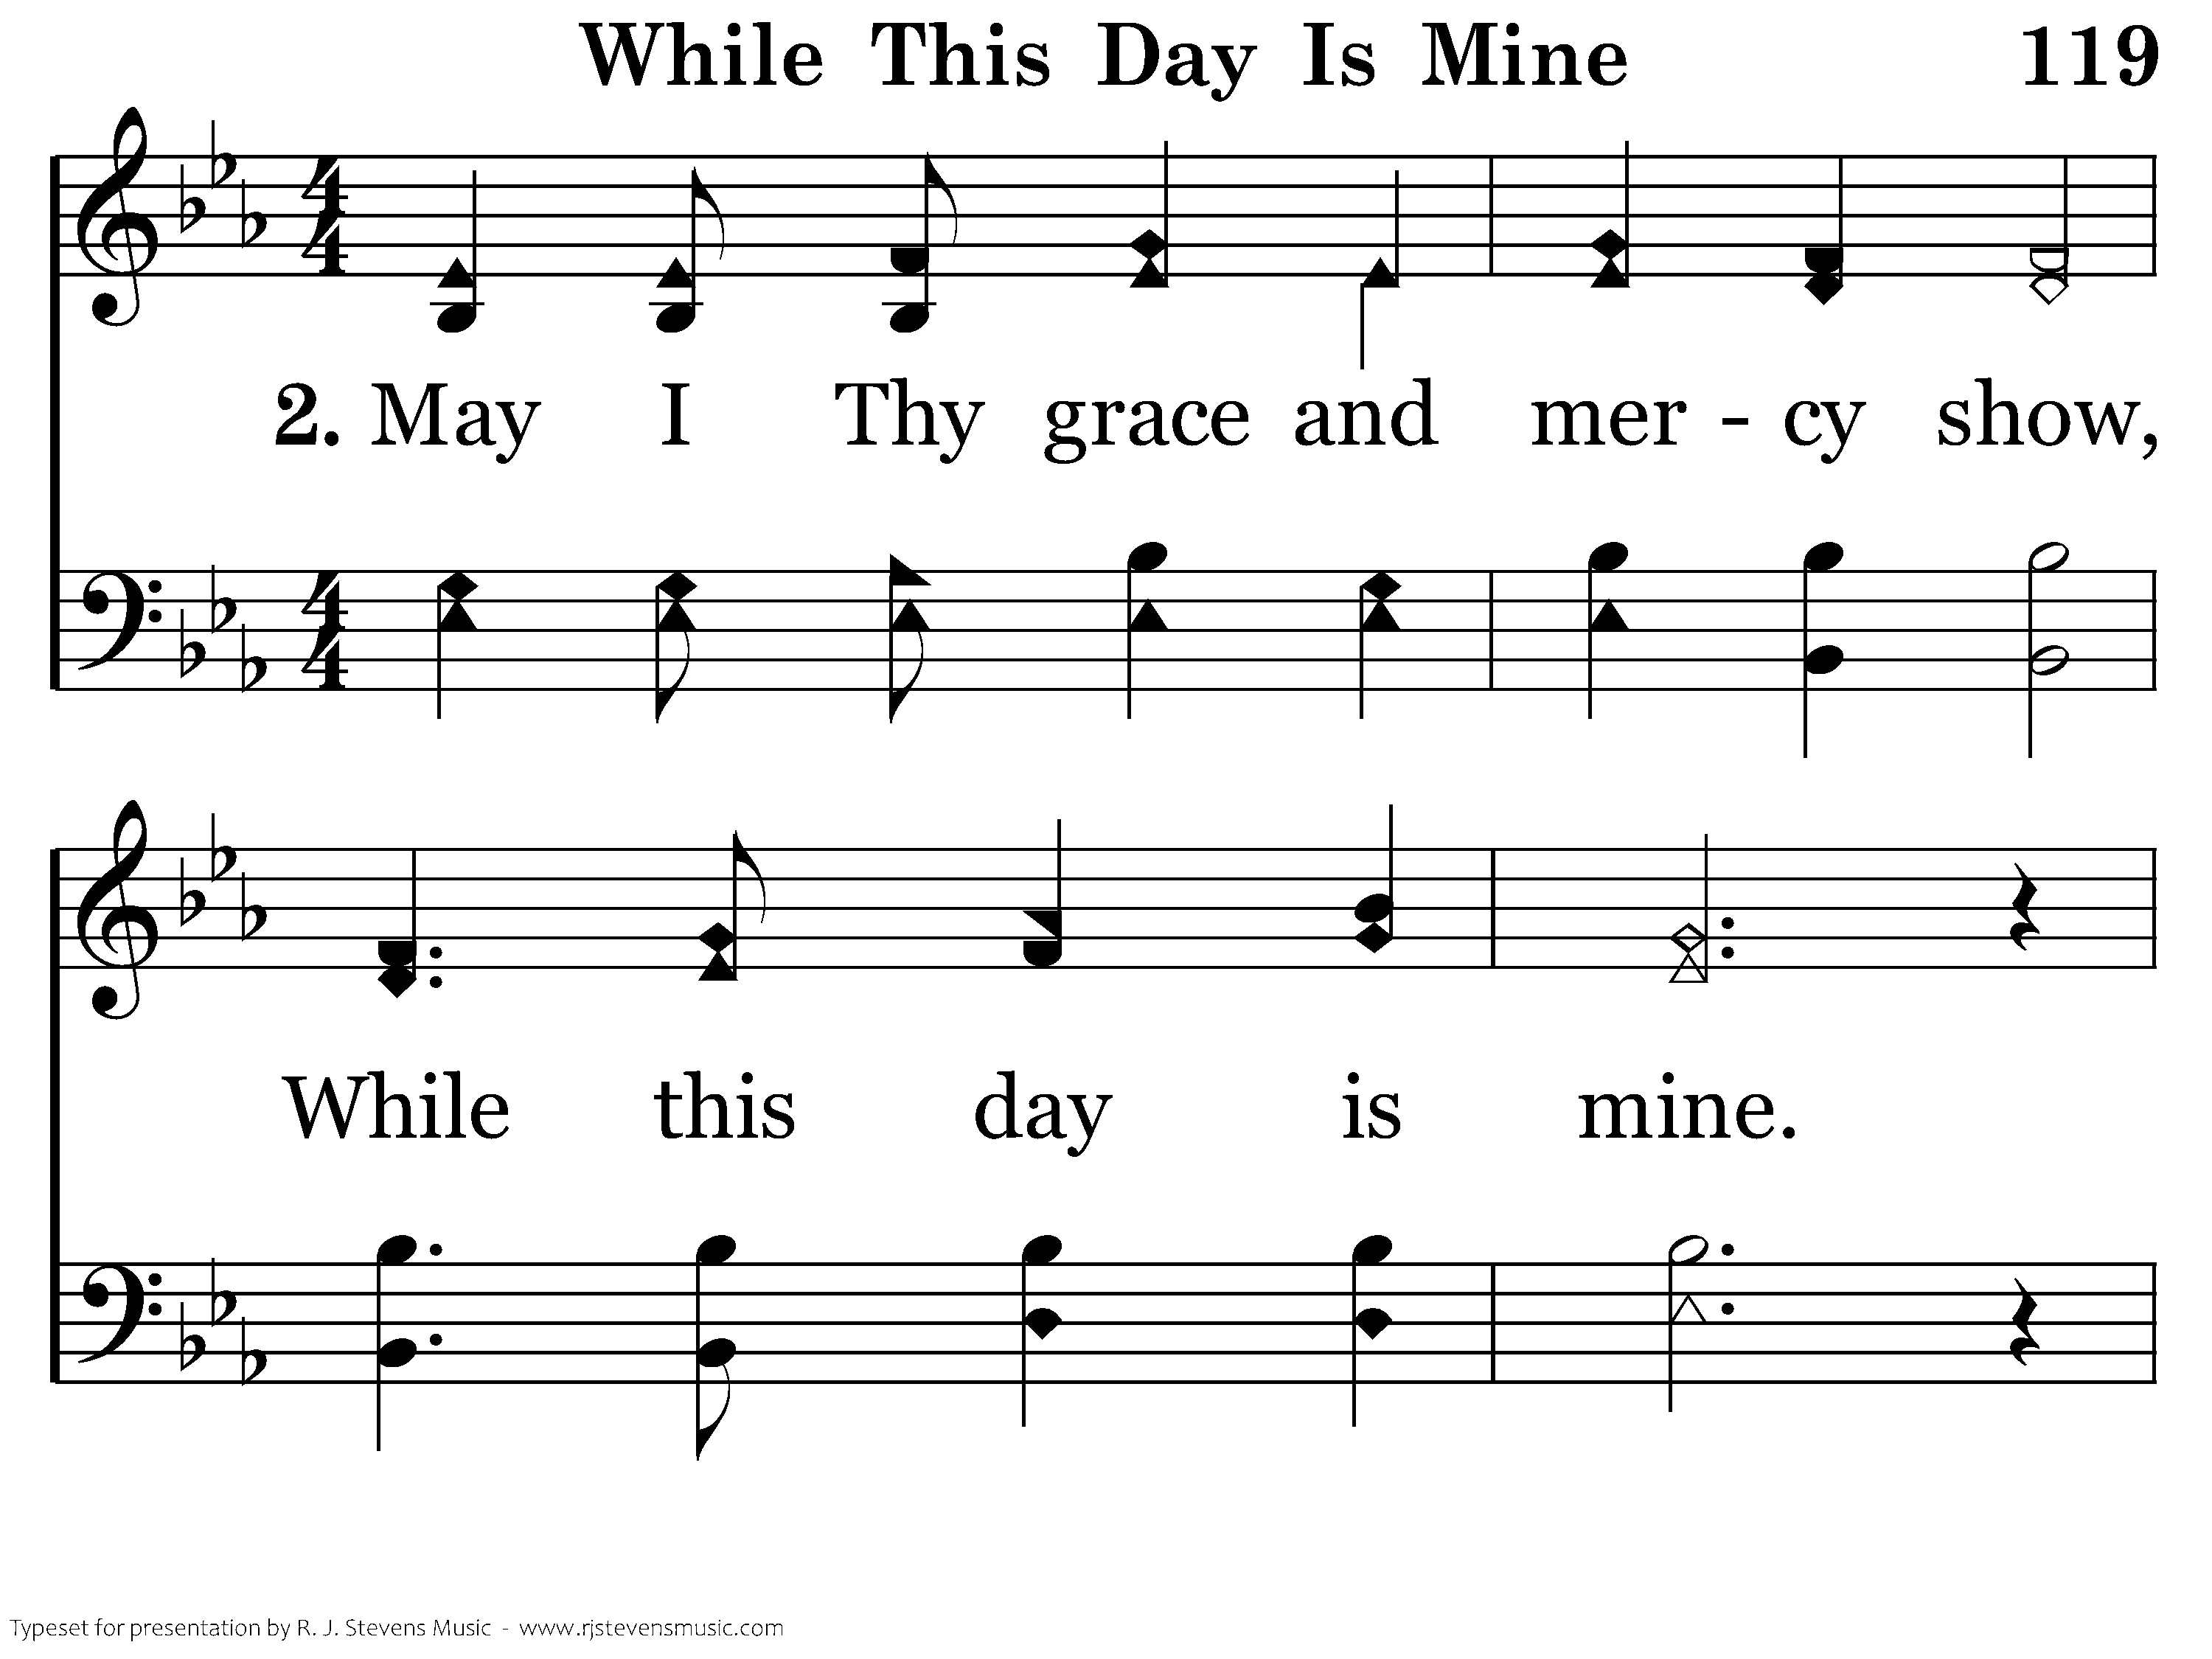 While This Day Is Mine 119
2. May I Thy grace and mer - cy show,
While this day is mine.
Typeset for presentation by R. J. Stevens Music - www.rjstevensmusic.com